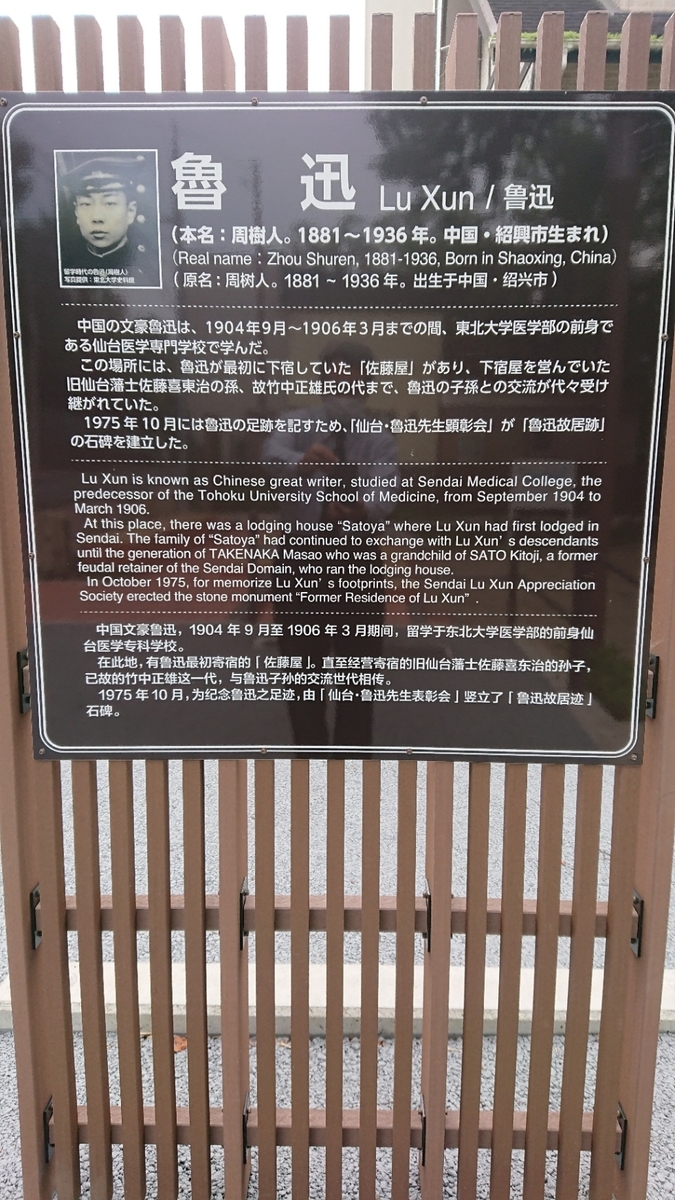 魯 迅 Lu Xun / 鲁迅
(本名：周樹人。1881～1936年。中国・紹興市生まれ)
(Real name : Zhou Shuren, 1881-1936, Born in Shaoxing, China)
(原名：周树人。1881 ~ 1936年。出生于中国・绍兴市)
留学時代の魯迅(周樹人)
写真提供：東北大学史料館
中国の文豪魯迅は、1904年9月～1906年3月までの間、東北大学医学部の前身で
ある仙台医学専門学校で学んだ。
この場所には、魯迅が最初に下宿していた「佐藤屋」があり、下宿屋を営んでいた
旧仙台藩士佐藤喜東治の孫、故竹中正雄氏の代まで、魯迅の子孫との交流が代々受け
継がれていた。
1975年10月には魯迅の足跡を記すため、「仙台・魯迅先生顕彰会」が「魯迅故居跡」
の石碑を建立した。
Lu Xun is known as Chinese great writer, studied at Sendai Medical College, the
predecessor of the Tohoku University School of Medicine, from September 1904 to
March 1906.
At this place, there was a lodging house “Satoya” where Lu Xun had first lodged in
Sendai. The family of “Satoya” had continued to exchange with Lu Xun’ s descendants
until the generation of TAKENAKA Masao who was a grandchild of SATO Kitoji, a former
feudal retainer of the Sendai Domain, who ran the lodging house.
In October 1975, for memorize Lu Xun’ s footprints, the Sendai Lu Xun Appreciation
Society erected the stone monument “Former Residence of Lu Xun” .
中国文豪鲁迅，1904 年 9 月至 1906 年 3 月期间，留学于东北大学医学部的前身仙
台医学专科学校。
在此地，有鲁迅最初寄宿的「佐藤屋」。直至经营寄宿的旧仙台藩士佐藤喜东治的孙子，
已故的竹中正雄这一代，与鲁迅子孙的交流世代相传。
1975 年 10 月，为纪念鲁迅之足迹，由「仙台・鲁迅先生表彰会」竖立了「鲁迅故居迹」
石碑。